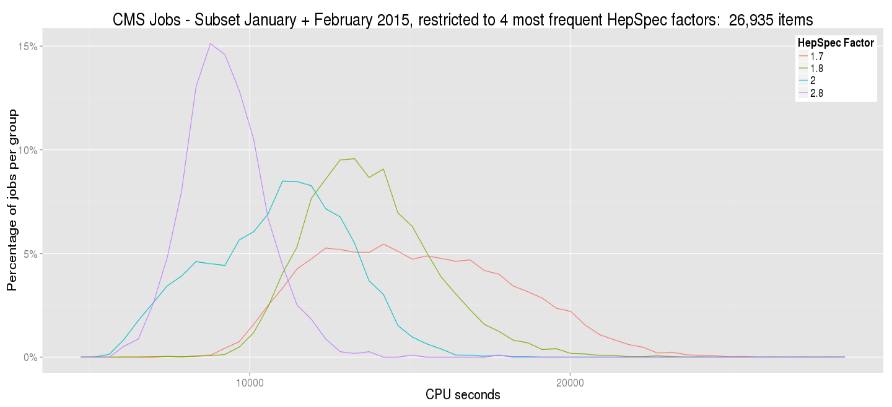 CMS Jobs - Subset January + February 2015, restricted to 4 most frequent HepSpec factors:  26,935 items
HepSpec Factor
1.7
1.8
2
2.8
Percentage of jobs per group
15%
10%
5%
0%
10000
20000
CPU seconds